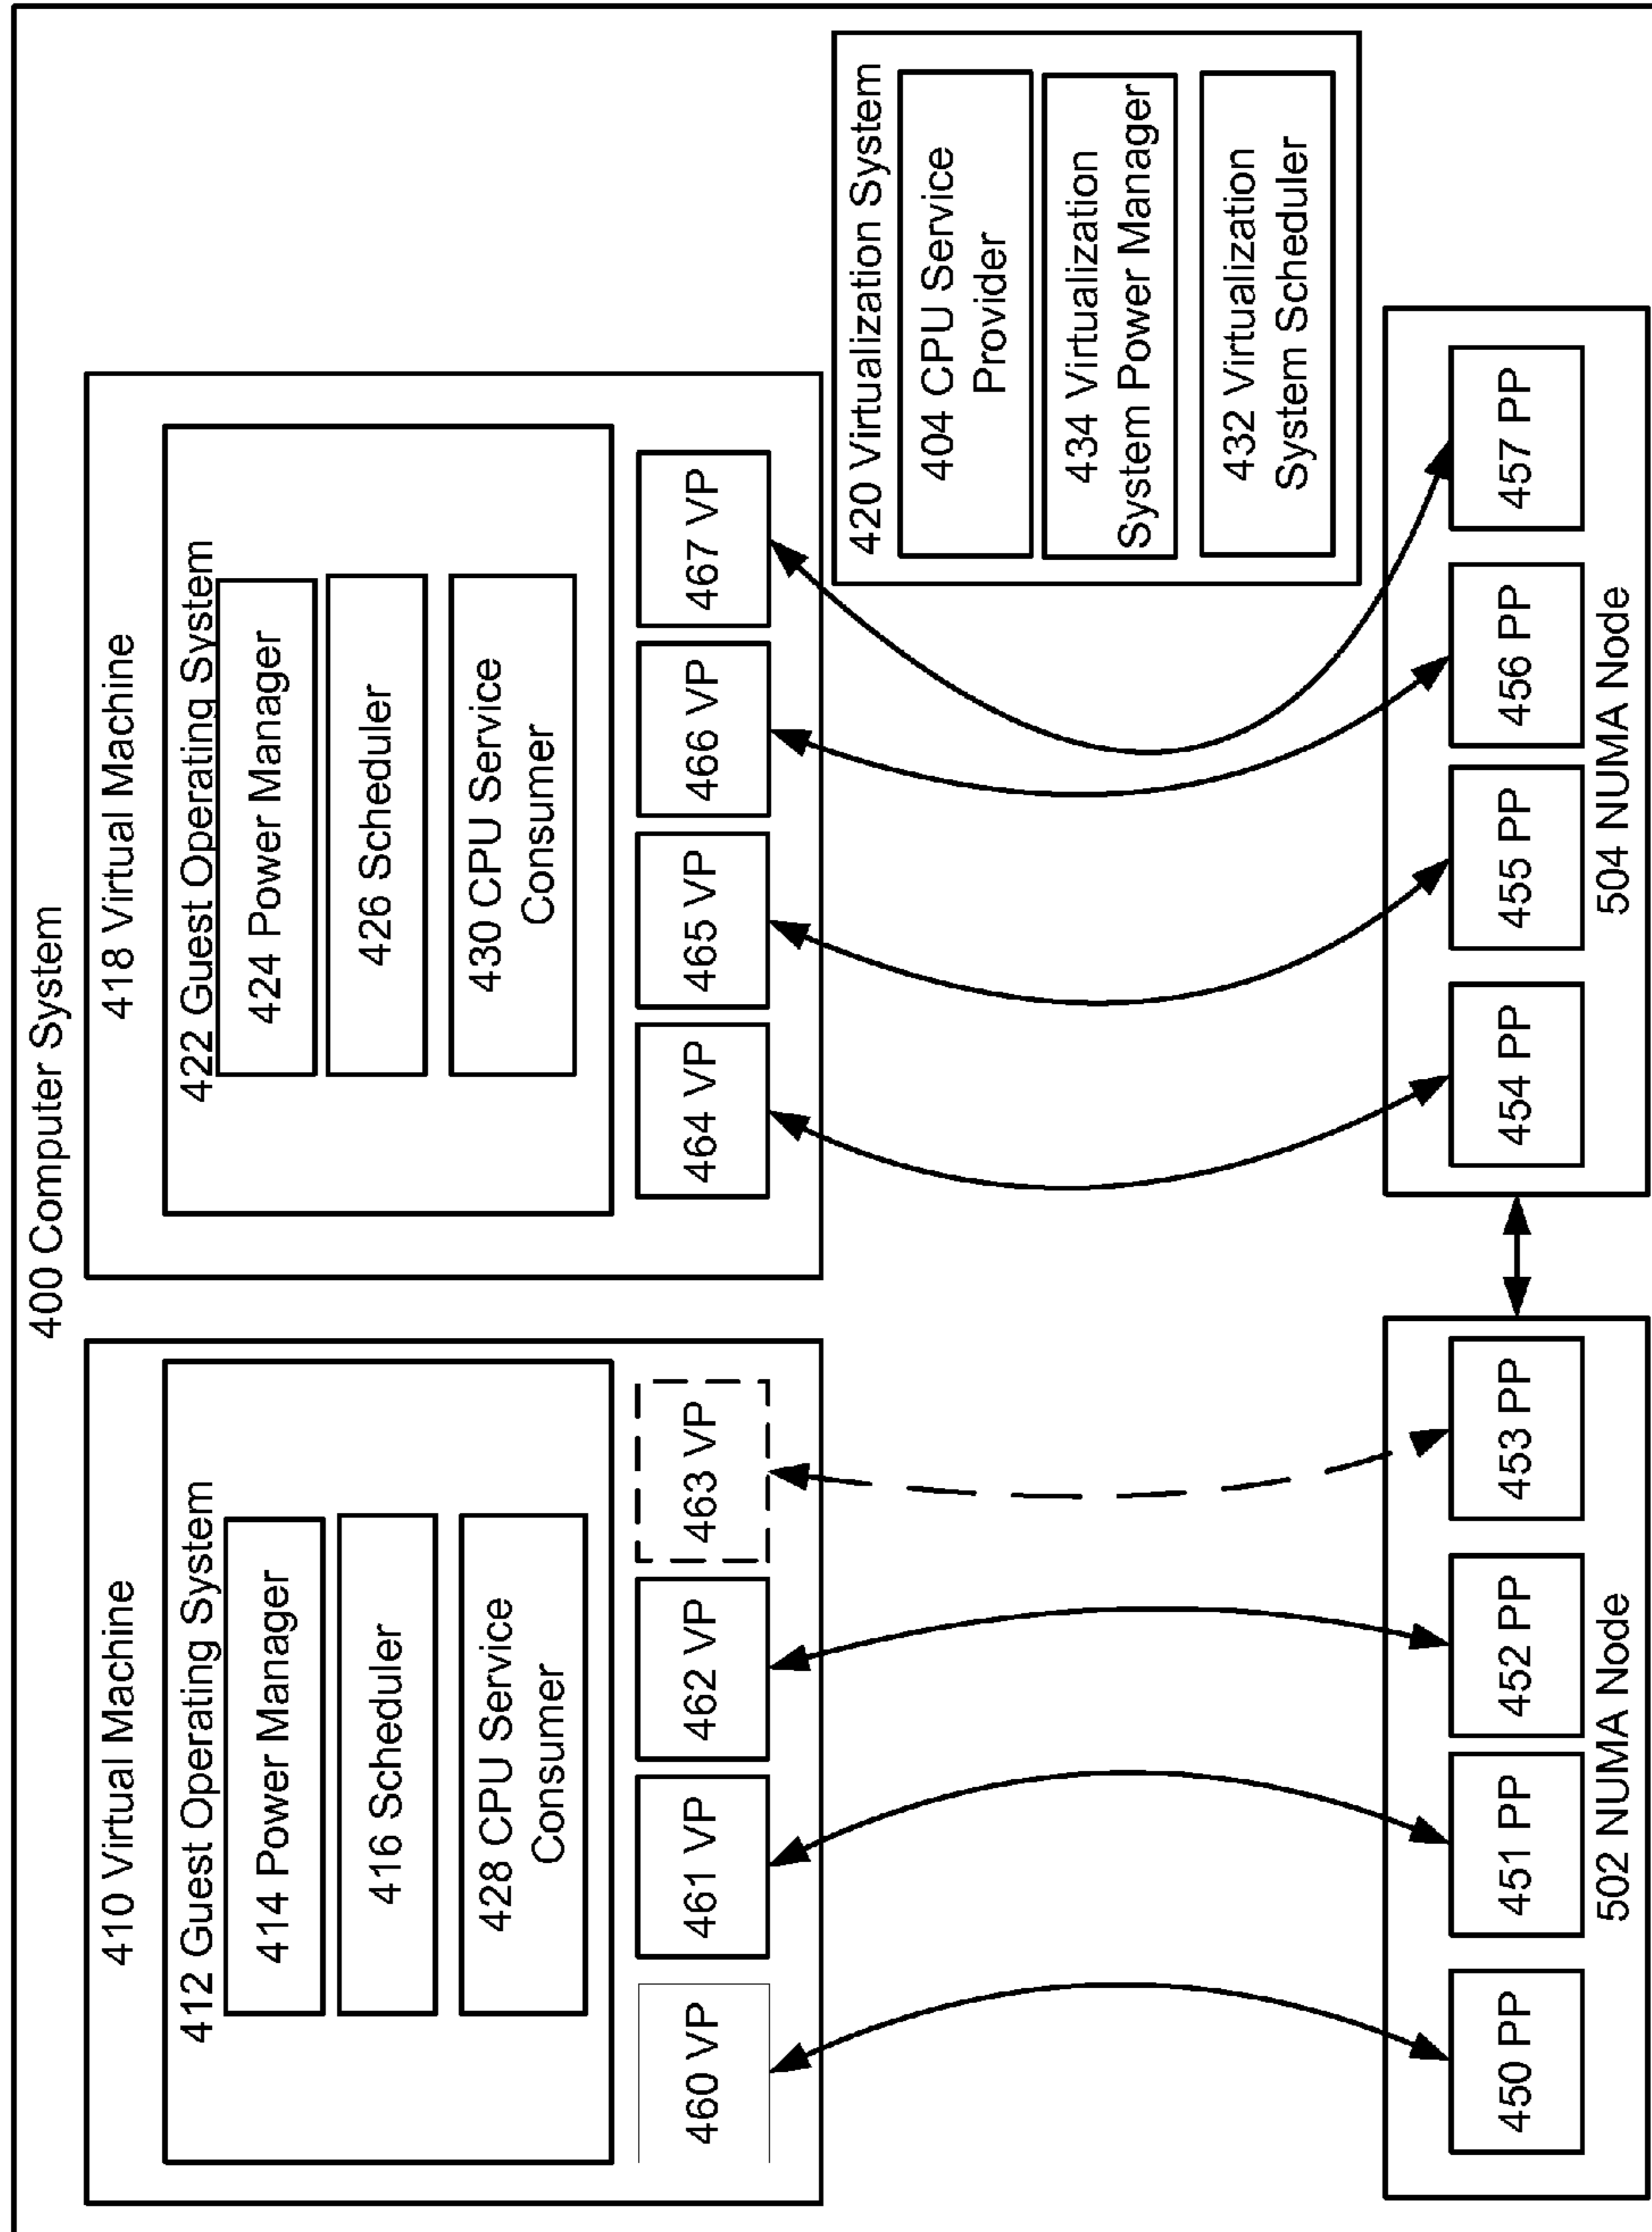 400 Computer System
410 Virtual Machine
412 Guest Operating System
414 Power Manager
416 Scheduler
428 CPU Service
Consumer
460 VP
461 VP
462 VP
463 VP
418 Virtual Machine
422 Guest Operating System
424 Power Manager
426 Scheduler
430 CPU Service
Consumer
464 VP
465 VP
466 VP
467 VP
420 Virtualization System
404 CPU Service
Provider
434 Virtualization
System Power Manager
432 Virtualization
System Scheduler
450 PP
451 PP
452 PP
453 PP
502 NUMA Node
454 PP
455 PP
456 PP
457 PP
504 NUMA Node